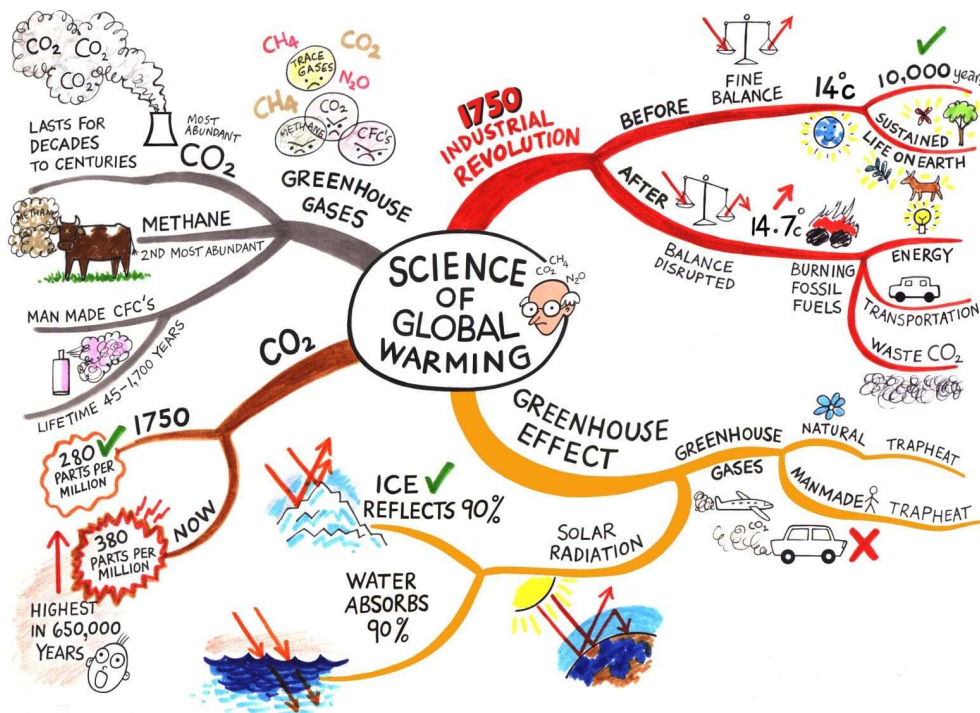 SCIENCE
OF
GLOBAL
WARMING
CO2
CH4
N2O
1750
INDUSTRIAL
REVOLUTION
BEFORE
FINE
BALANCE
14°C
10,000 years
SUSTAINED
LIFE ON EARTH
AFTER
BALANCE
DISRUPTED
14.7°C
BURNING
FOSSIL
FUELS
ENERGY
TRANSPORTATION
WASTE CO2
GREENHOUSE
EFFECT
GREENHOUSE
GASES
NATURAL
TRAPHEAT
MANMADE
TRAPHEAT
CO2
SOLAR
RADIATION
ICE
REFLECTS 90%
WATER
ABSORBS
90%
CO2
1750
280
PARTS PER
MILLION
NOW
380
PARTS PER
MILLION
HIGHEST
IN 650,000
YEARS
GREENHOUSE
GASES
CH4
CO2
TRACE
GASES
N2O
CH4
CO2
METHANE
CFC'S
CO2
CO2
CO2
MOST
ABUNDANT
CO2
LASTS FOR
DECADES
TO CENTURIES
METHANE
METHANE
2ND MOST ABUNDANT
MAN MADE CFC'S
LIFETIME 45-1,700 YEARS